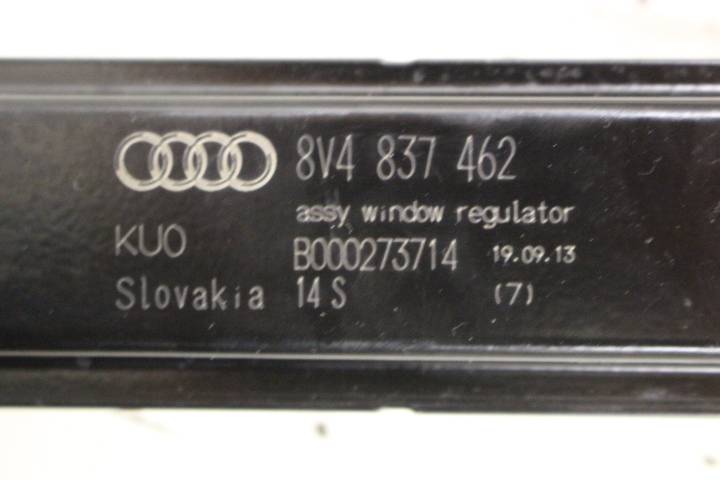 8V4 837 462
assy window regulator
KUO B000273714 19.09.13
Slovakia 14 S (7)